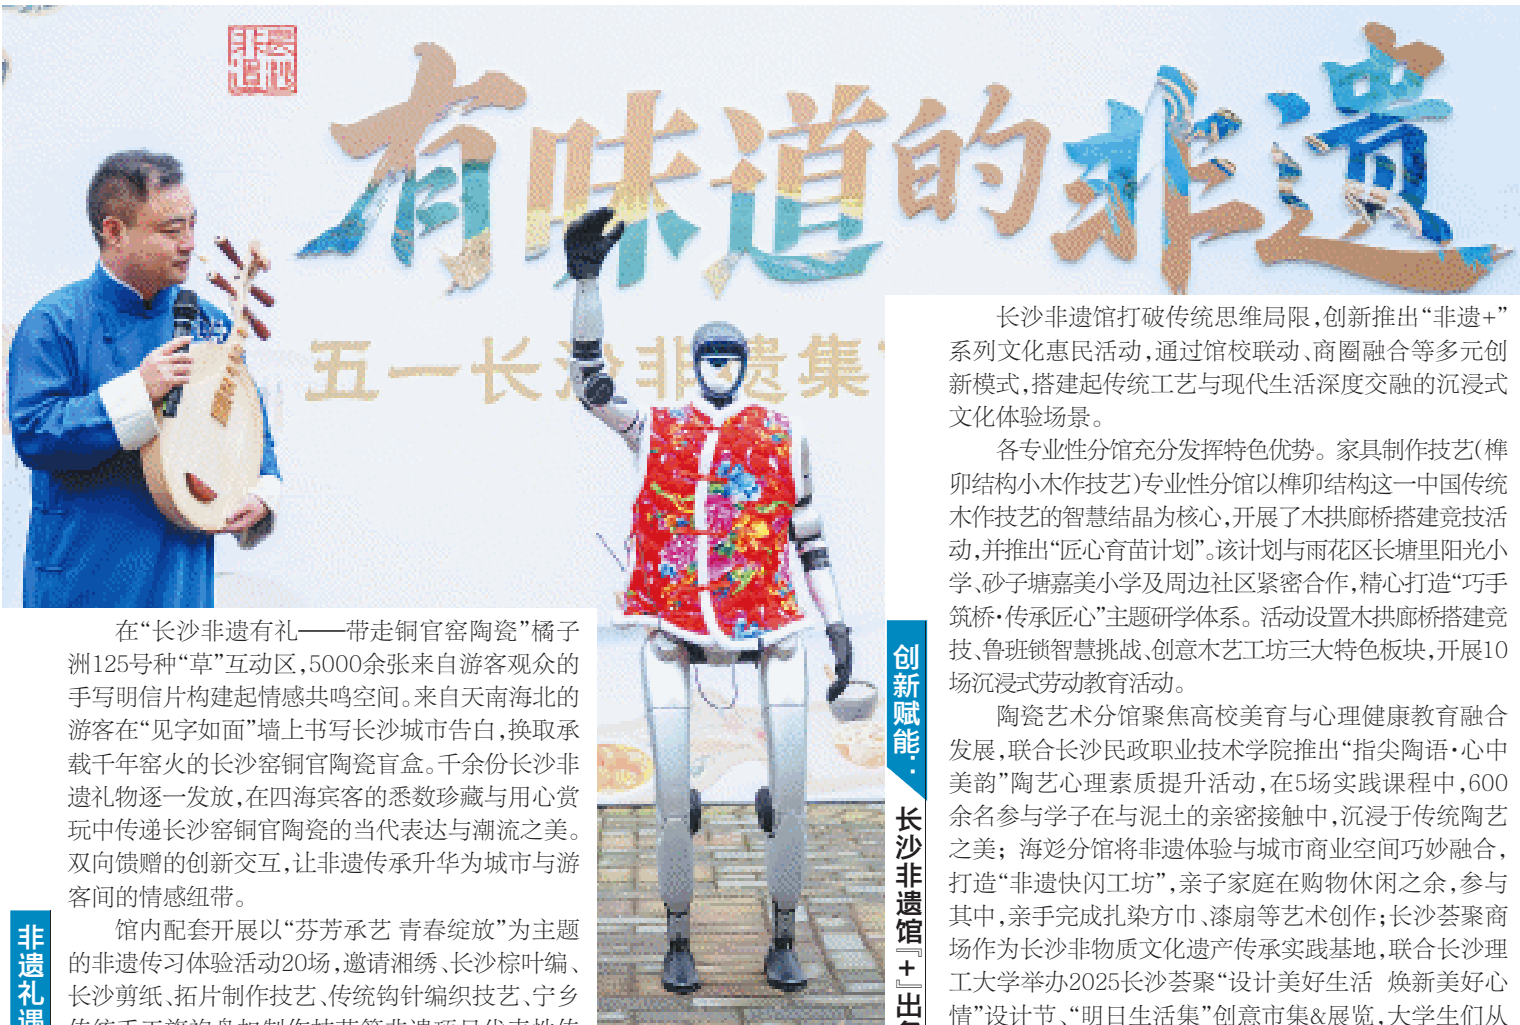 长沙
非遗
有味道的非遗
五一长沙非遗集
在“长沙非遗有礼——带走铜官窑陶瓷”橘子
洲125号种“草”互动区,5000余张来自游客观众的
手写明信片构建起情感共鸣空间。来自天南海北的
游客在“见字如面”墙上书写长沙城市告白,换取承
载千年窑火的长沙窑铜官陶瓷盲盒。千余份长沙非
遗礼物逐一发放,在四海宾客的悉数珍藏与用心赏
玩中传递长沙窑铜官陶瓷的当代表达与潮流之美。
双向馈赠的创新交互,让非遗传承升华为城市与游
客间的情感纽带。
馆内配套开展以“芬芳承艺 青春绽放”为主题
的非遗传习体验活动20场,邀请湘绣、长沙棕叶编、
长沙剪纸、拓片制作技艺、传统钩针编织技艺、宁乡
非遗礼遇
创新赋能：
长沙非遗馆『+』出
长沙非遗馆打破传统思维局限,创新推出“非遗+”
系列文化惠民活动,通过馆校联动、商圈融合等多元创
新模式,搭建起传统工艺与现代生活深度交融的沉浸式
文化体验场景。
各专业性分馆充分发挥特色优势。家具制作技艺(榫
卯结构小木作技艺)专业性分馆以榫卯结构这一中国传统
木作技艺的智慧结晶为核心,开展了木拱廊桥搭建竞技活
动,并推出“匠心育苗计划”。该计划与雨花区长塘里阳光小
学、砂子塘嘉美小学及周边社区紧密合作,精心打造“巧手
筑桥·传承匠心”主题研学体系。活动设置木拱廊桥搭建竞
技、鲁班锁智慧挑战、创意木艺工坊三大特色板块,开展10
场沉浸式劳动教育活动。
陶瓷艺术分馆聚焦高校美育与心理健康教育融合
发展,联合长沙民政职业技术学院推出“指尖陶语·心中
美韵”陶艺心理素质提升活动,在5场实践课程中,600
余名参与学子在与泥土的亲密接触中,沉浸于传统陶艺
之美; 海彣分馆将非遗体验与城市商业空间巧妙融合,
打造“非遗快闪工坊”,亲子家庭在购物休闲之余,参与
其中,亲手完成扎染方巾、漆扇等艺术创作;长沙荟聚商
场作为长沙非物质文化遗产传承实践基地,联合长沙理
工大学举办2025长沙荟聚“设计美好生活 焕新美好心
情”设计节、“明日生活集”创意市集&展览,大学生们从